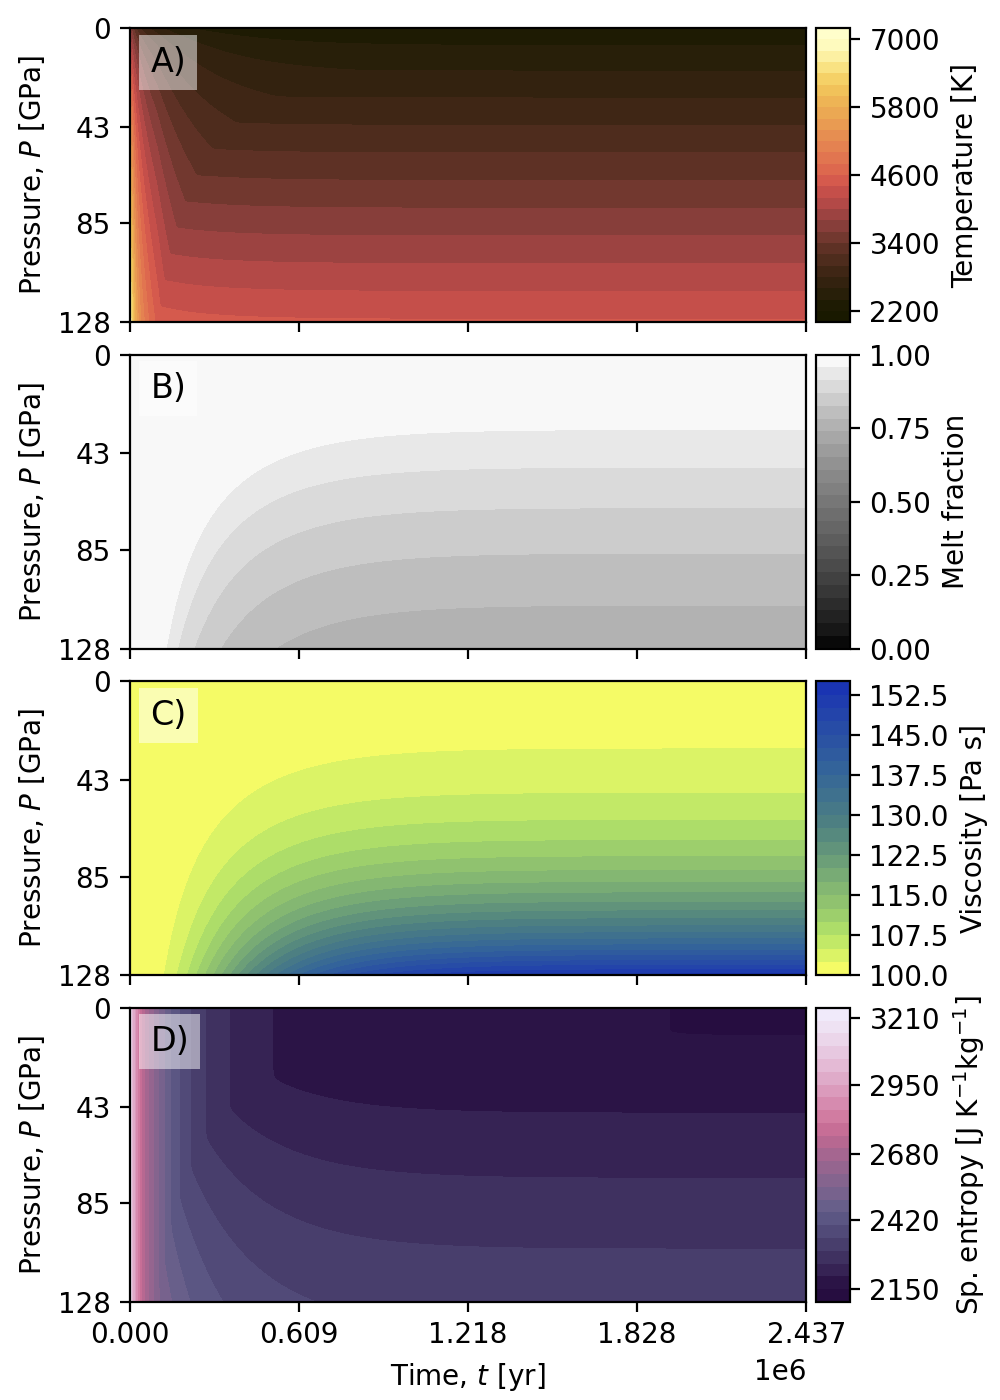 A)
0
43
85
128
Pressure, P [GPa]
7000
5800
4600
3400
2200
Temperature [K]
B)
0
43
85
128
Pressure, P [GPa]
1.00
0.75
0.50
0.25
0.00
Melt fraction
C)
0
43
85
128
Pressure, P [GPa]
152.5
145.0
137.5
130.0
122.5
115.0
107.5
100.0
Viscosity [Pa s]
D)
0
43
85
128
Pressure, P [GPa]
3210
2950
2680
2420
2150
Sp. entropy [J K⁻¹kg⁻¹]
0.000 0.609 1.218 1.828 2.437
1e6
Time, t [yr]